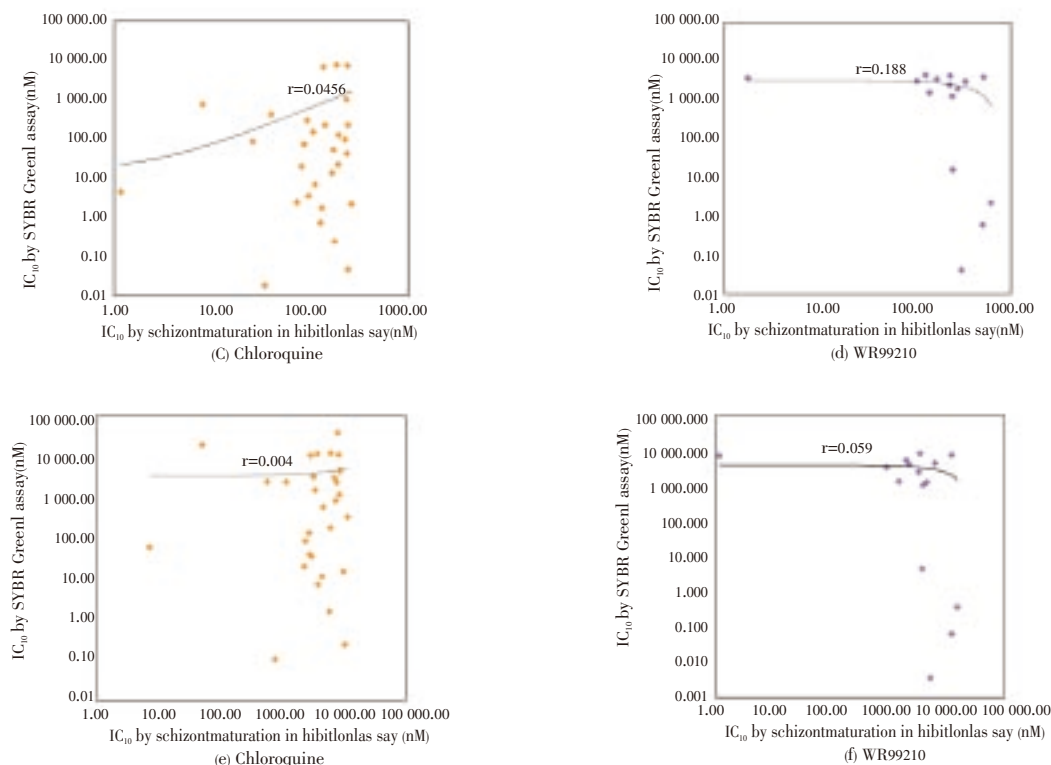 100 000.00
10 000.00
1 000.00
100.00
10.00
1.00
0.10
0.01
IC10 by SYBR Greenl assay(nM)
r=0.0456
1.00 10.00 100.00 1000.00
IC10 by schizontmaturation in hibitlonlas say(nM)
(C) Chloroquine
100 000.00
10 000.00
1 000.00
100.00
10.00
1.00
0.10
0.01
IC10 by SYBR Greenl assay(nM)
r=0.188
1.00 10.00 100.00 1000.00
IC10 by schizontmaturation in hibitlonlas say(nM)
(d) WR99210
100 000.00
10 000.00
1 000.00
100.00
10.00
1.00
0.10
0.01
IC10 by SYBR Greenl assay(nM)
r=0.004
1.00 10.00 100.00 1000.00 10 000.00 100 000.00
IC10 by schizontmaturation in hibitlonlas say (nM)
(e) Chloroquine
100 000.000
10 000.000
1 000.000
100.000
10.000
1.000
0.100
0.010
0.001
IC10 by SYBR Greenl assay(nM)
r=0.059
1.00 10.00 100.00 1000.00 10 000.00 100 000.00
IC10 by schizontmaturation in hibitlonlas say (nM)
(f) WR99210